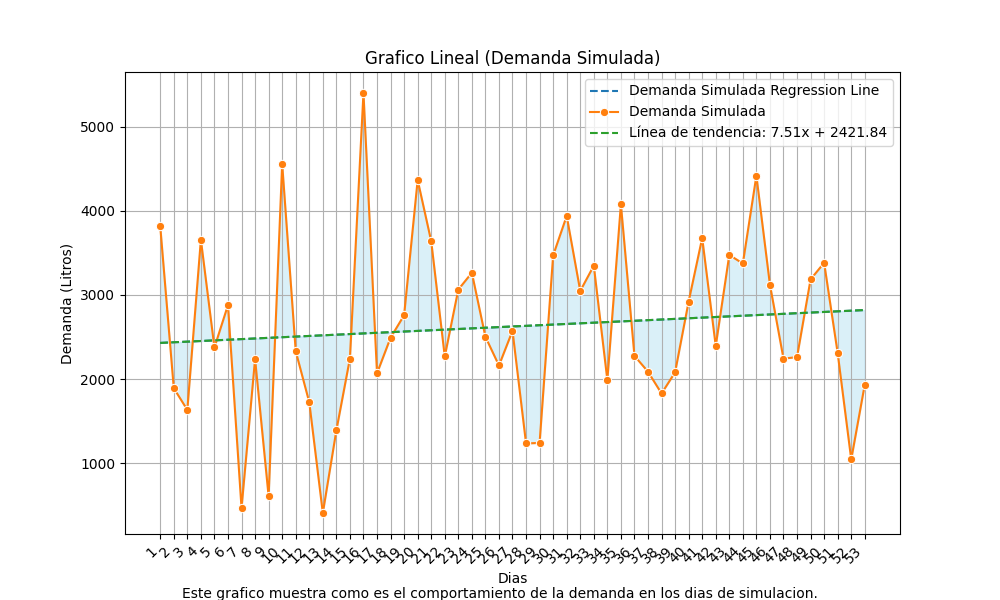 Grafico Lineal (Demanda Simulada)
Demanda Simulada Regression Line
Demanda Simulada
Línea de tendencia: 7.51x + 2421.84
Demanda (Litros)
5000
4000
3000
2000
1000
1 2 3 4 5 6 7 8 9 10 11 12 13 14 15 16 17 18 19 20 21 22 23 24 25 26 27 28 29 30 31 32 33 34 35 36 37 38 39 40 41 42 43 44 45 46 47 48 49 50 51 52 53
Dias
Este grafico muestra como es el comportamiento de la demanda en los dias de simulacion.